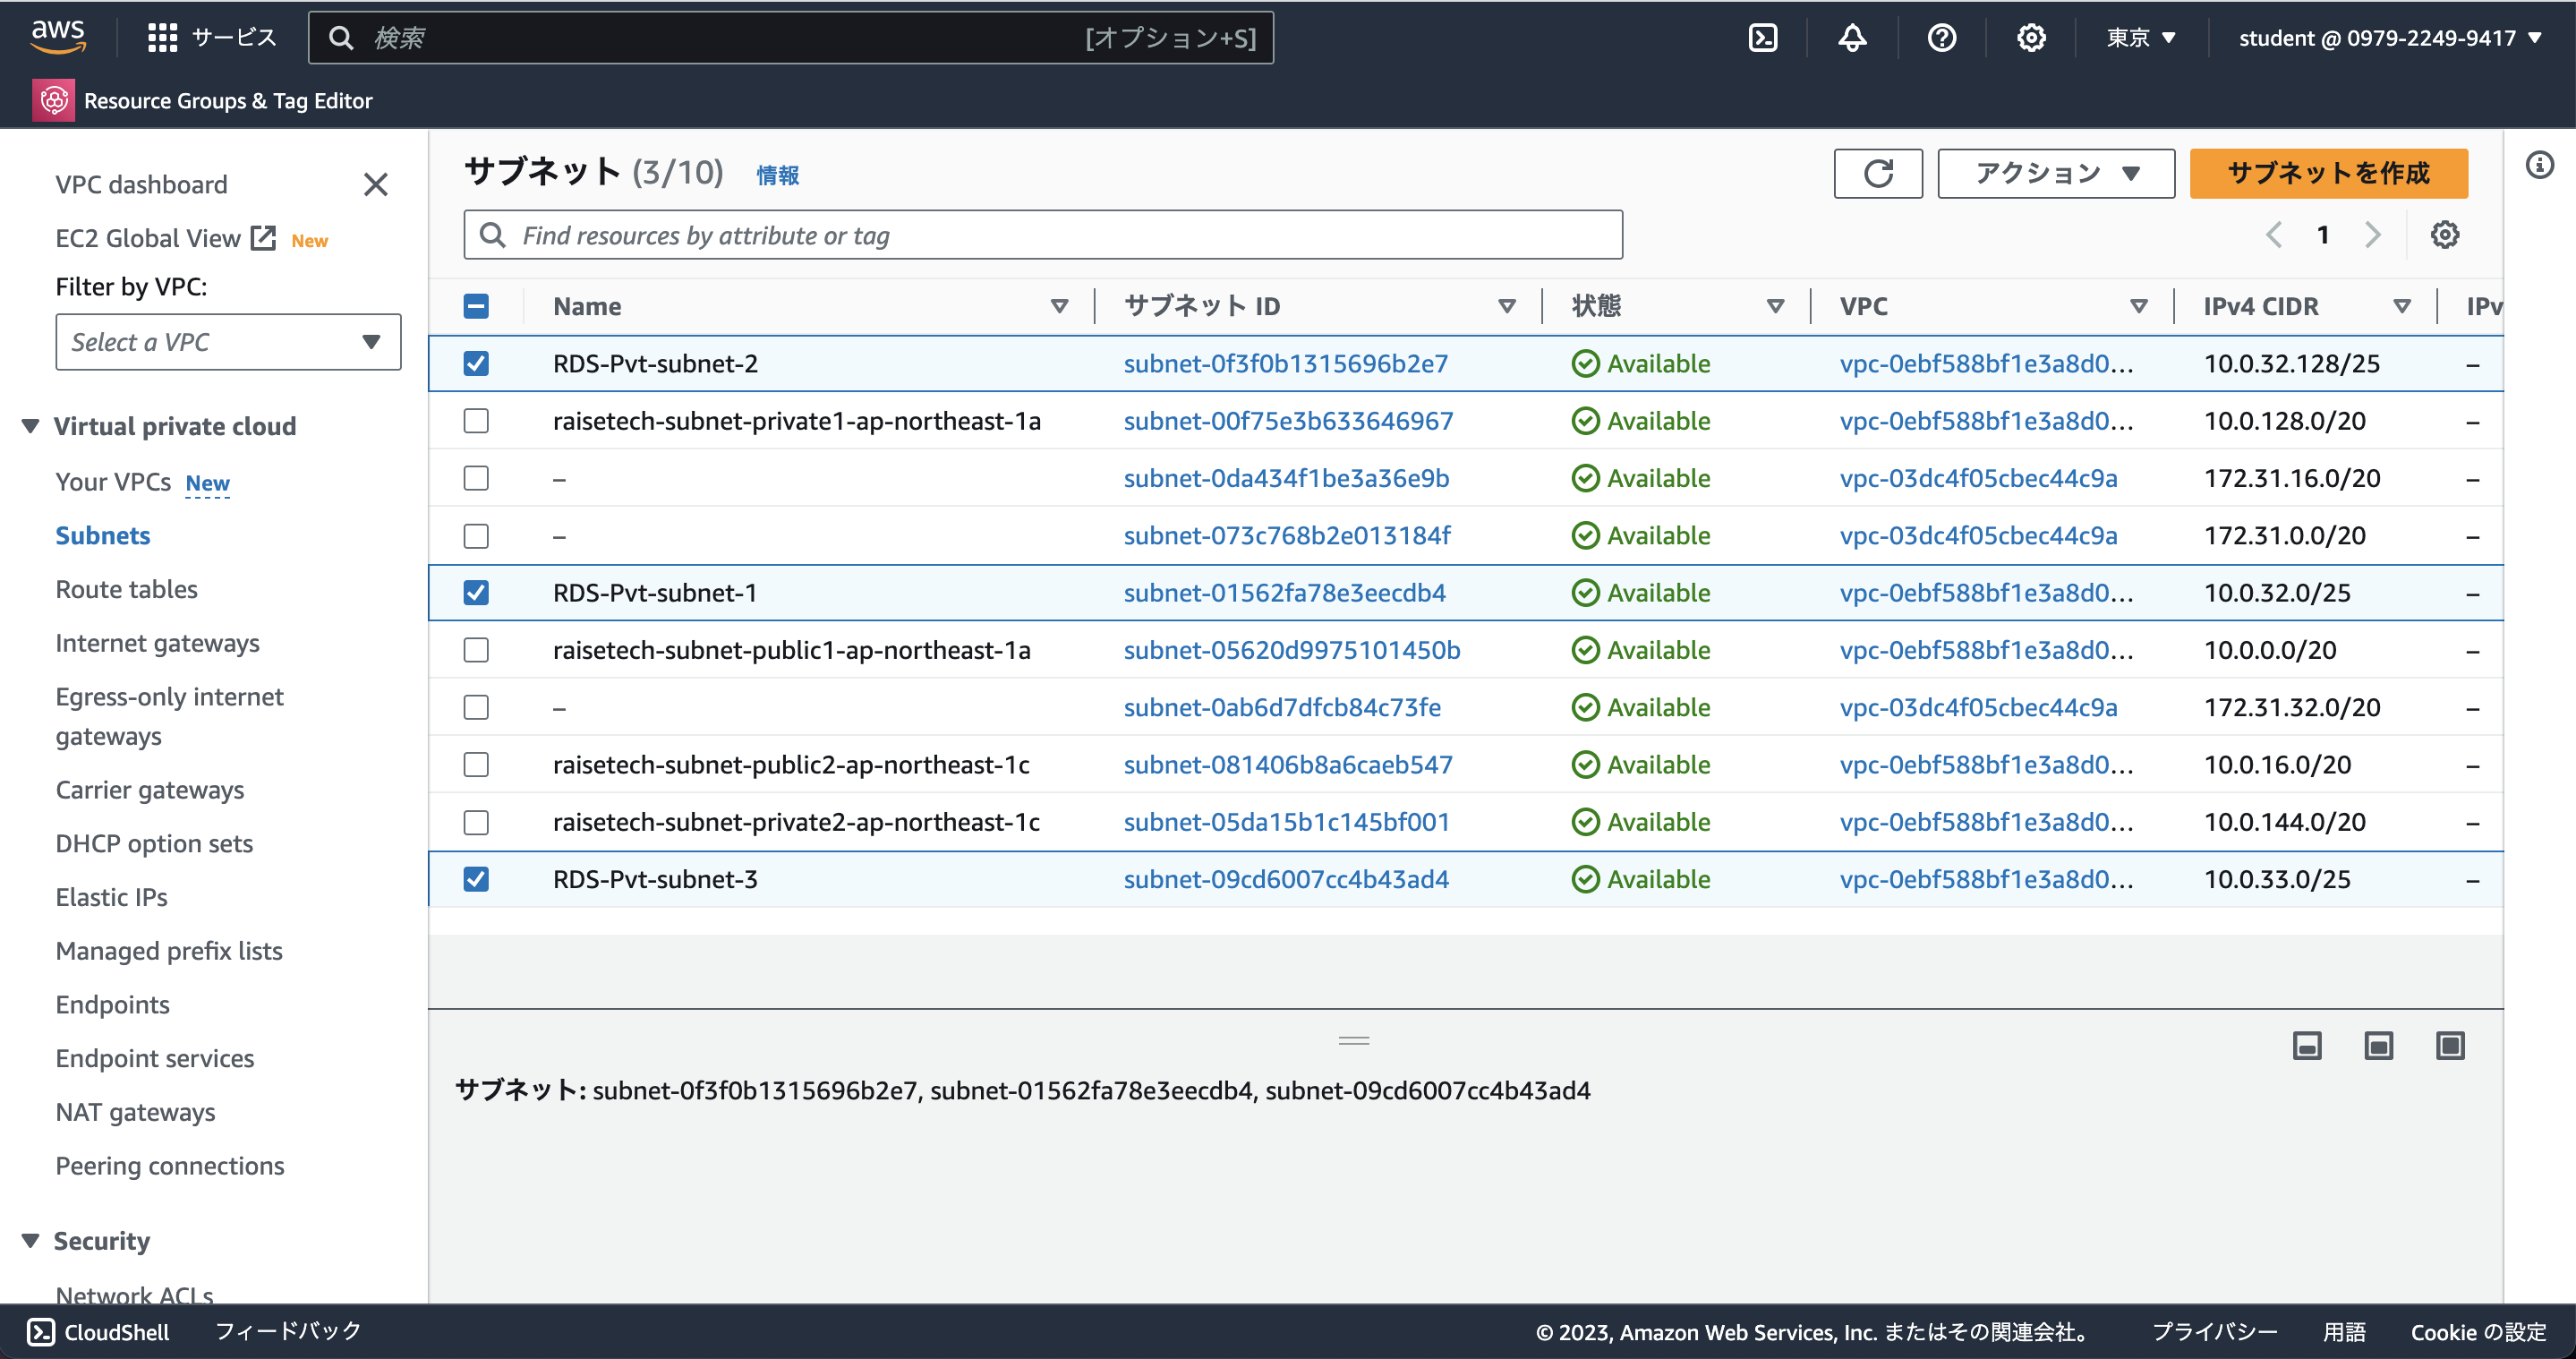 aws サービス 検索 [オプション+S] 東京 student @ 0979-2249-9417
Resource Groups & Tag Editor
VPC dashboard
EC2 Global View New
Filter by VPC:
Select a VPC
Virtual private cloud
Your VPCs New
Subnets
Route tables
Internet gateways
Egress-only internet
gateways
Carrier gateways
DHCP option sets
Elastic IPs
Managed prefix lists
Endpoints
Endpoint services
NAT gateways
Peering connections
Security
Network ACLs
サブネット (3/10) 情報 アクション サブネットを作成
Find resources by attribute or tag 1
Name サブネット ID 状態 VPC IPv4 CIDR IPv
RDS-Pvt-subnet-2 subnet-0f3f0b1315696b2e7 Available vpc-0ebf588bf1e3a8d0... 10.0.32.128/25 –
raisetech-subnet-private1-ap-northeast-1a subnet-00f75e3b633646967 Available vpc-0ebf588bf1e3a8d0... 10.0.128.0/20 –
– subnet-0da434f1be3a36e9b Available vpc-03dc4f05cbec44c9a 172.31.16.0/20 –
– subnet-073c768b2e013184f Available vpc-03dc4f05cbec44c9a 172.31.0.0/20 –
RDS-Pvt-subnet-1 subnet-01562fa78e3eecdb4 Available vpc-0ebf588bf1e3a8d0... 10.0.32.0/25 –
raisetech-subnet-public1-ap-northeast-1a subnet-05620d9975101450b Available vpc-0ebf588bf1e3a8d0... 10.0.0.0/20 –
– subnet-0ab6d7dfcb84c73fe Available vpc-03dc4f05cbec44c9a 172.31.32.0/20 –
raisetech-subnet-public2-ap-northeast-1c subnet-081406b8a6caeb547 Available vpc-0ebf588bf1e3a8d0... 10.0.16.0/20 –
raisetech-subnet-private2-ap-northeast-1c subnet-05da15b1c145bf001 Available vpc-0ebf588bf1e3a8d0... 10.0.144.0/20 –
RDS-Pvt-subnet-3 subnet-09cd6007cc4b43ad4 Available vpc-0ebf588bf1e3a8d0... 10.0.33.0/25 –
サブネット: subnet-0f3f0b1315696b2e7, subnet-01562fa78e3eecdb4, subnet-09cd6007cc4b43ad4
CloudShell フィードバック © 2023, Amazon Web Services, Inc. またはその関連会社。 プライバシー 用語 Cookie の設定